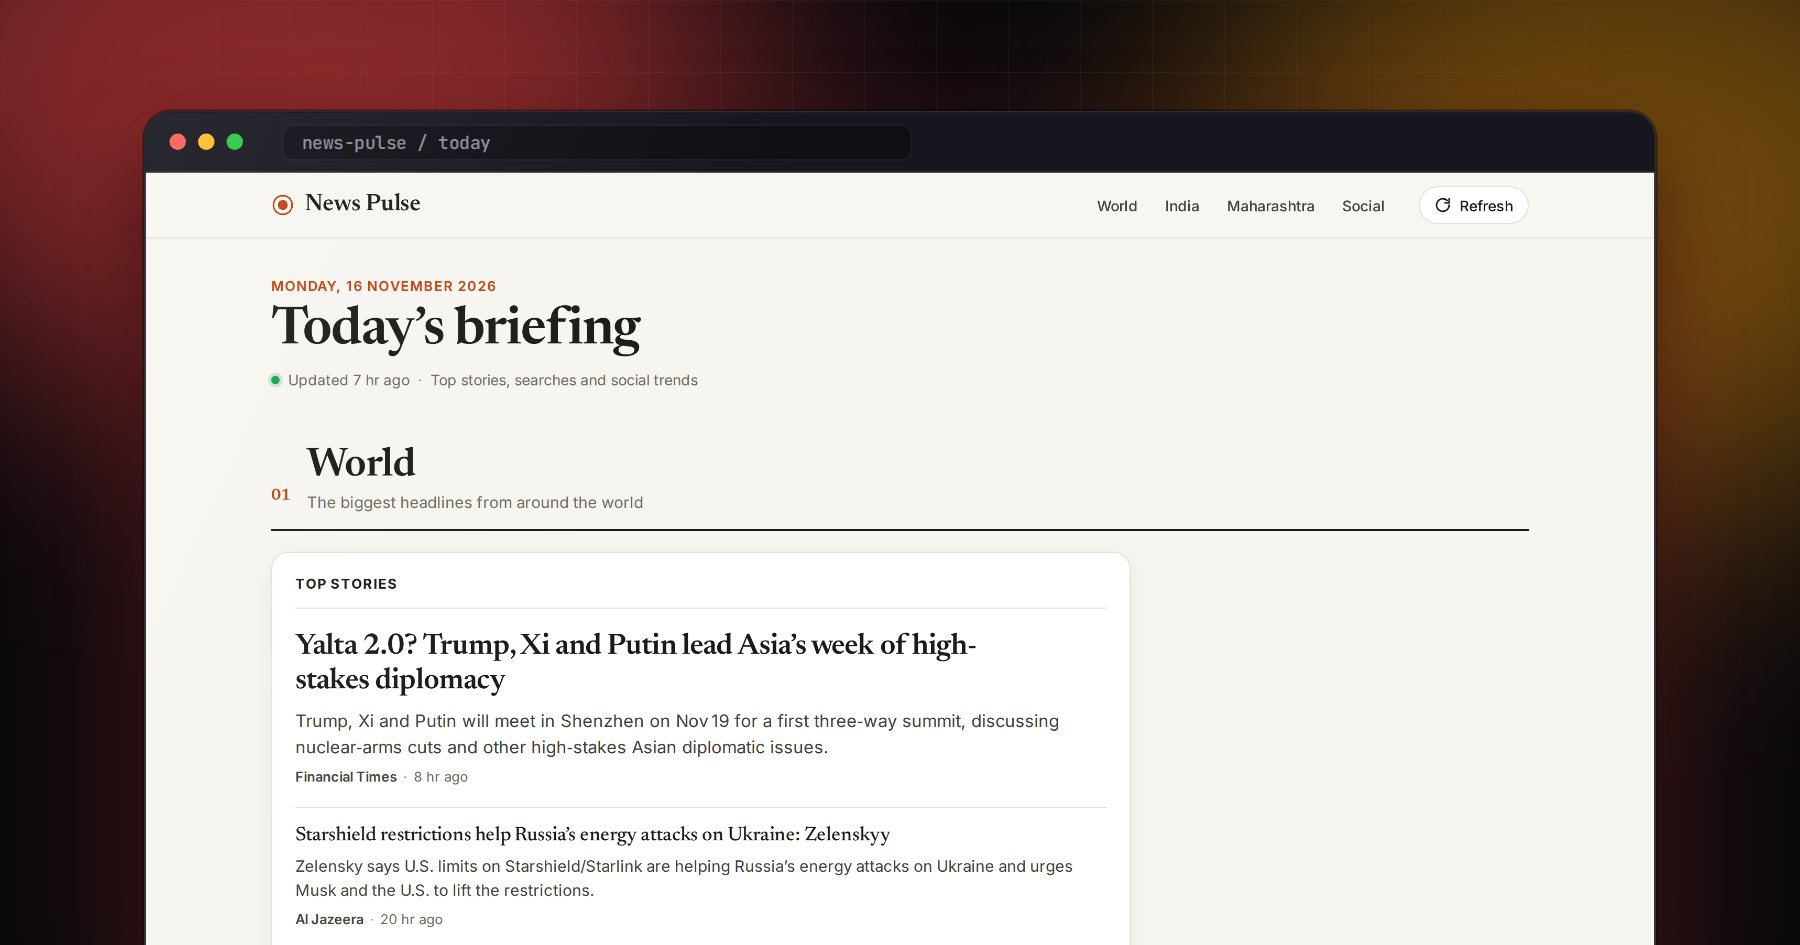 news-pulse / today
News Pulse
World India Maharashtra Social Refresh
MONDAY, 16 NOVEMBER 2026
Today’s briefing
Updated 7 hr ago · Top stories, searches and social trends
World
01
The biggest headlines from around the world
TOP STORIES
Yalta 2.0? Trump, Xi and Putin lead Asia’s week of high-
stakes diplomacy
Trump, Xi and Putin will meet in Shenzhen on Nov 19 for a first three-way summit, discussing
nuclear-arms cuts and other high-stakes Asian diplomatic issues.
Financial Times · 8 hr ago
Starshield restrictions help Russia’s energy attacks on Ukraine: Zelenskyy
Zelensky says U.S. limits on Starshield/Starlink are helping Russia’s energy attacks on Ukraine and urges
Musk and the U.S. to lift the restrictions.
Al Jazeera · 20 hr ago